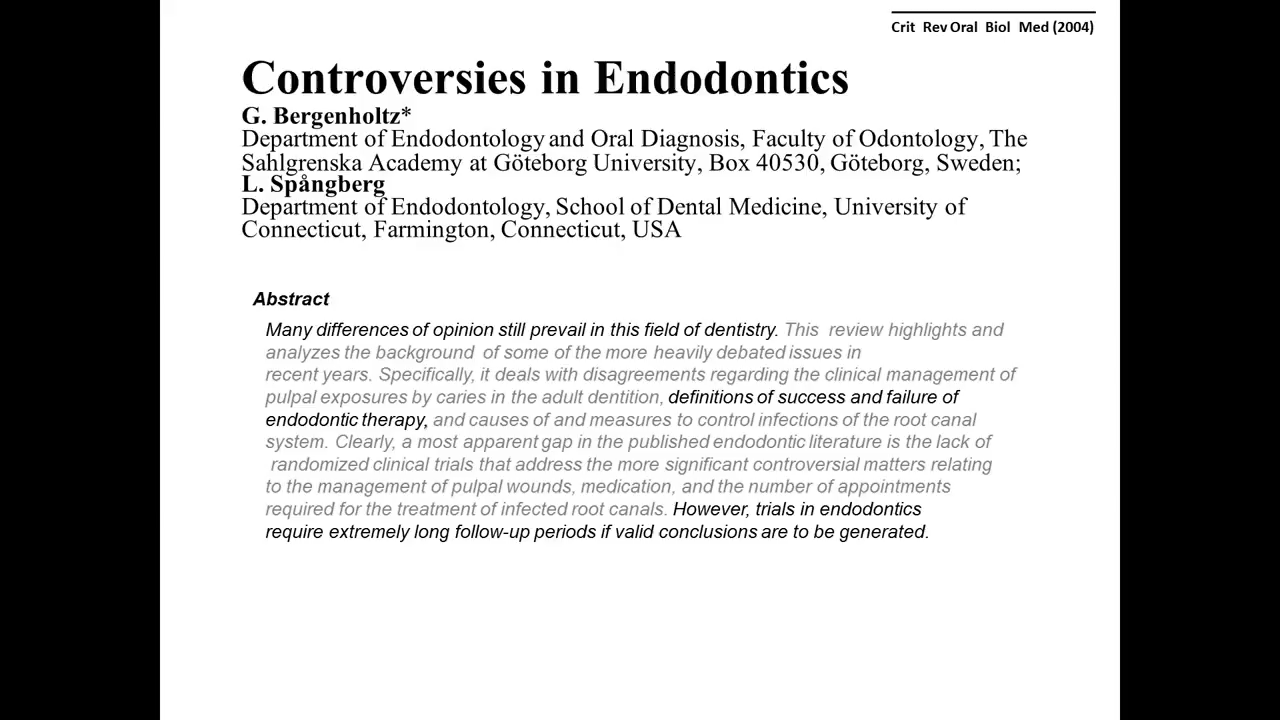 Crit Rev Oral Biol Med (2004)
Controversies in Endodontics
G. Bergenholtz*
Department of Endodontology and Oral Diagnosis, Faculty of Odontology, The
Sahlgrenska Academy at Göteborg University, Box 40530, Göteborg, Sweden;
L. Spångberg
Department of Endodontology, School of Dental Medicine, University of
Connecticut, Farmington, Connecticut, USA
Abstract
Many differences of opinion still prevail in this field of dentistry. This review highlights and
analyzes the background of some of the more heavily debated issues in
recent years. Specifically, it deals with disagreements regarding the clinical management of
pulpal exposures by caries in the adult dentition, definitions of success and failure of
endodontic therapy, and causes of and measures to control infections of the root canal
system. Clearly, a most apparent gap in the published endodontic literature is the lack of
randomized clinical trials that address the more significant controversial matters relating
to the management of pulpal wounds, medication, and the number of appointments
required for the treatment of infected root canals. However, trials in endodontics
require extremely long follow-up periods if valid conclusions are to be generated.